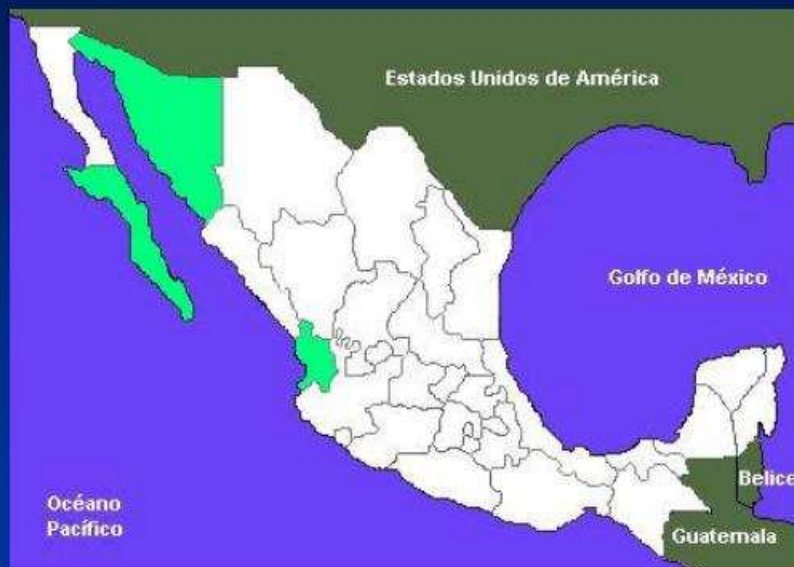 Estados Unidos de América
Golfo de México
Belice
Océano
Pacífico
Guatemala